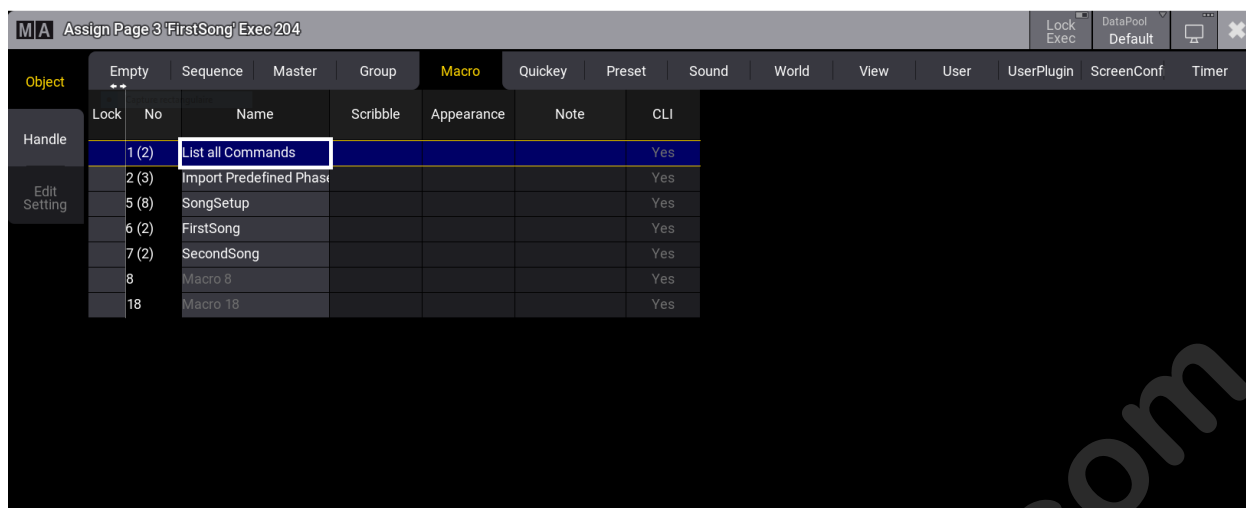 MA Assign Page 3 'FirstSong' Exec 204 Lock Exec DataPool Default
Object Empty Sequence Master Group Macro Quickey Preset Sound World View User UserPlugin ScreenConf Timer
Handle
Edit Setting
Lock No Name Scribble Appearance Note CLI
1 (2) List all Commands Yes
2 (3) Import Predefined Phase Yes
5 (8) SongSetup Yes
6 (2) FirstSong Yes
7 (2) SecondSong Yes
8 Macro 8 Yes
18 Macro 18 Yes
om